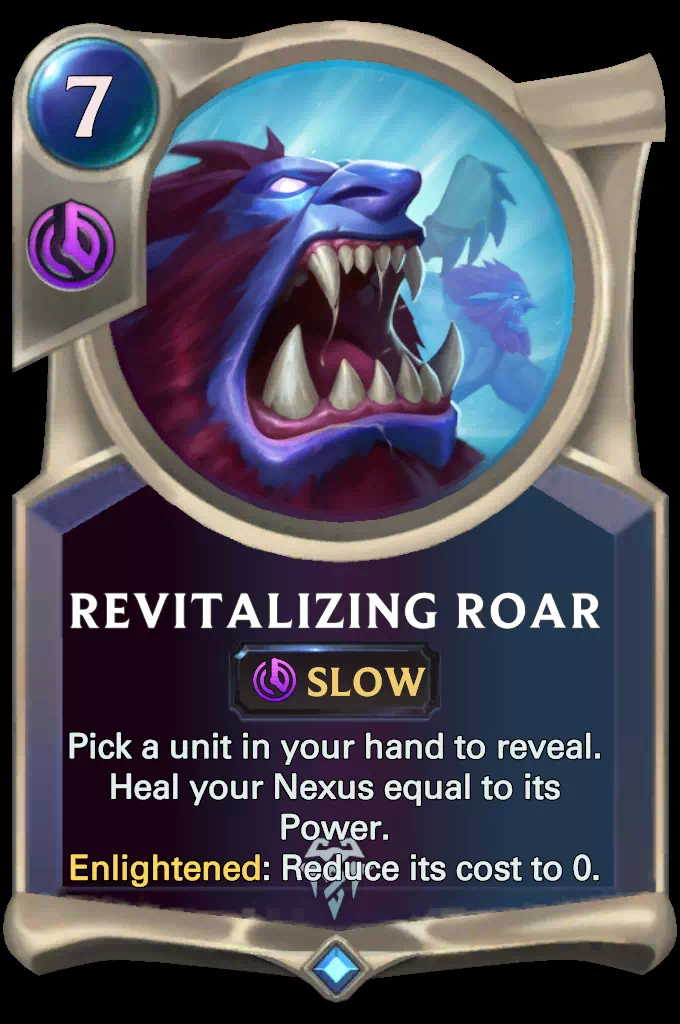 7
REVITALIZING ROAR
SLOW
Pick a unit in your hand to reveal.
Heal your Nexus equal to its
Power.
Enlightened: Reduce its cost to 0.